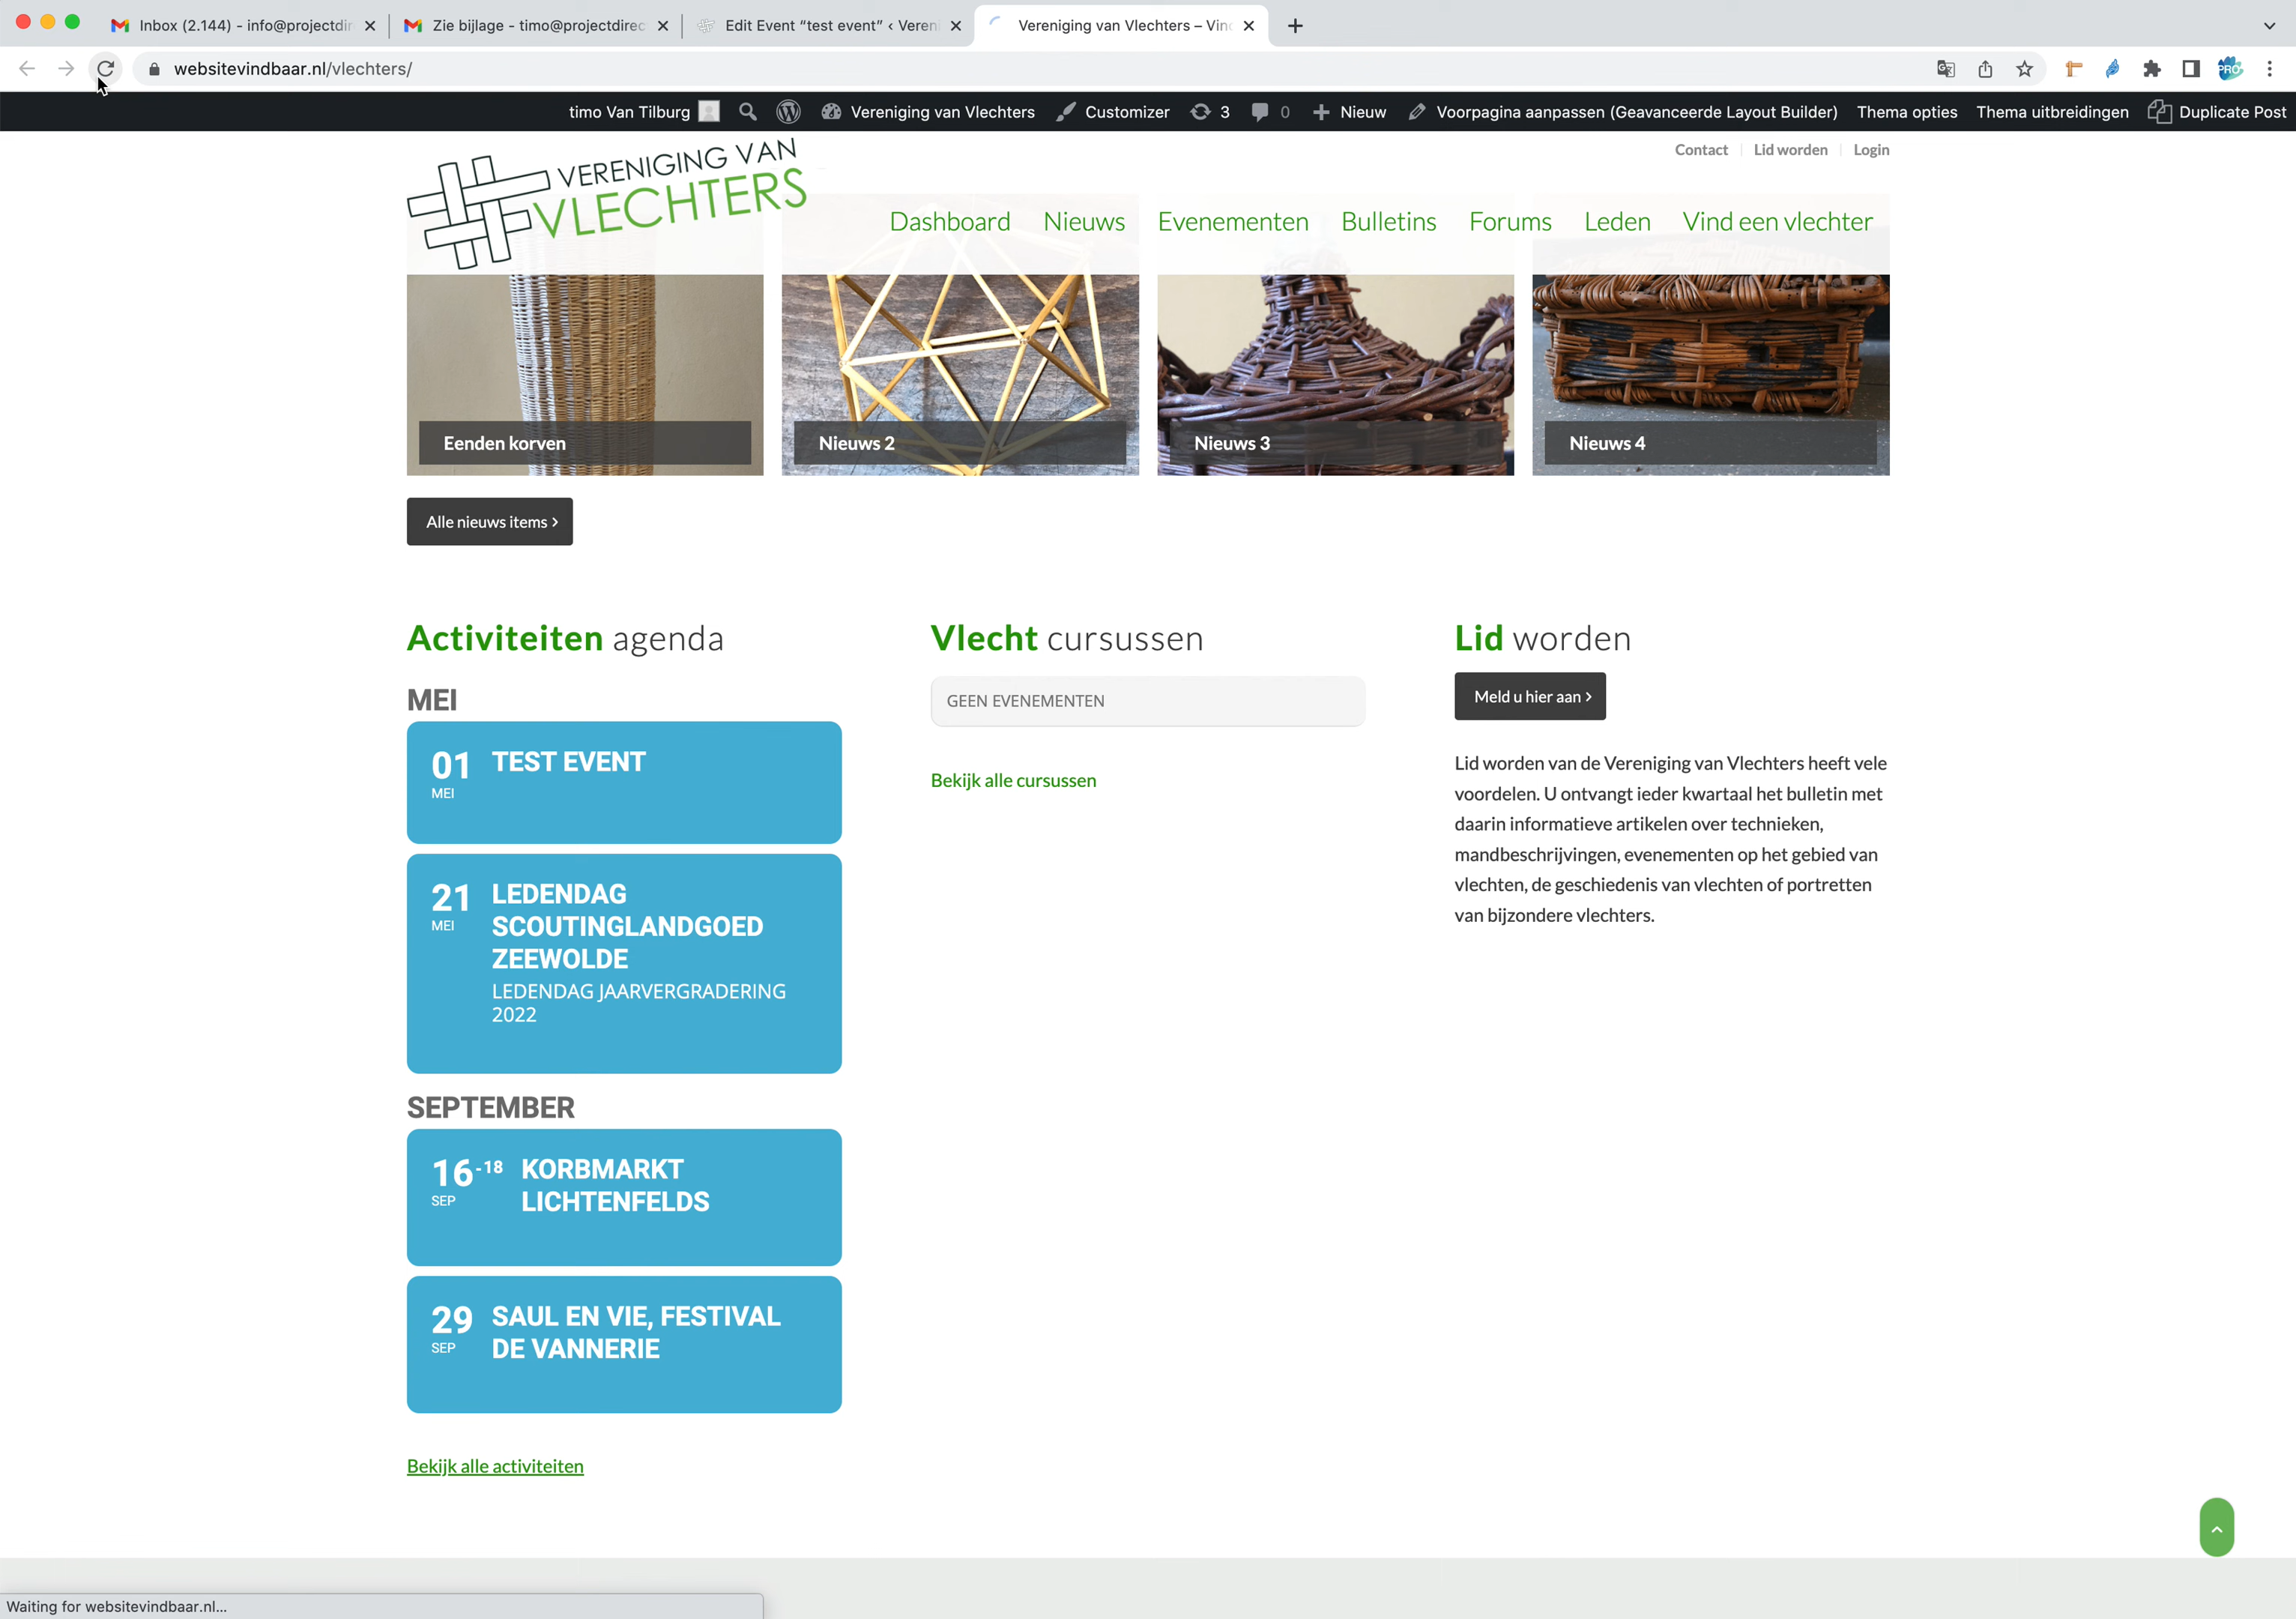 Inbox (2.144) - info@projectdir
Zie bijlage - timo@projectdirec
Edit Event “test event” ‹ Veren
Vereniging van Vlechters – Vind
websitevindbaar.nl/vlechters/
PRO
timo Van Tilburg
Vereniging van Vlechters
Customizer
3
0
Nieuw
Voorpagina aanpassen (Geavanceerde Layout Builder)
Thema opties
Thema uitbreidingen
Duplicate Post
Contact
Lid worden
Login
VERENIGING VAN
VLECHTERS
Dashboard
Nieuws
Evenementen
Bulletins
Forums
Leden
Vind een vlechter
Eenden korven
Nieuws 2
Nieuws 3
Nieuws 4
Alle nieuws items ›
Activiteiten agenda
MEI
01 TEST EVENT
MEI
21 LEDENDAG
MEI
SCOUTINGLANDGOED
ZEEWOLDE
LEDENDAG JAARVERGRADERING
2022
SEPTEMBER
16 - 18 KORBMARKT
SEP
LICHTENFELDS
29 SAUL EN VIE, FESTIVAL
SEP
DE VANNERIE
Bekijk alle activiteiten
Vlecht cursussen
GEEN EVENEMENTEN
Bekijk alle cursussen
Lid worden
Meld u hier aan ›
Lid worden van de Vereniging van Vlechters heeft vele
voordelen. U ontvangt ieder kwartaal het bulletin met
daarin informatieve artikelen over technieken,
mandbeschrijvingen, evenementen op het gebied van
vlechten, de geschiedenis van vlechten of portretten
van bijzondere vlechters.
Waiting for websitevindbaar.nl...